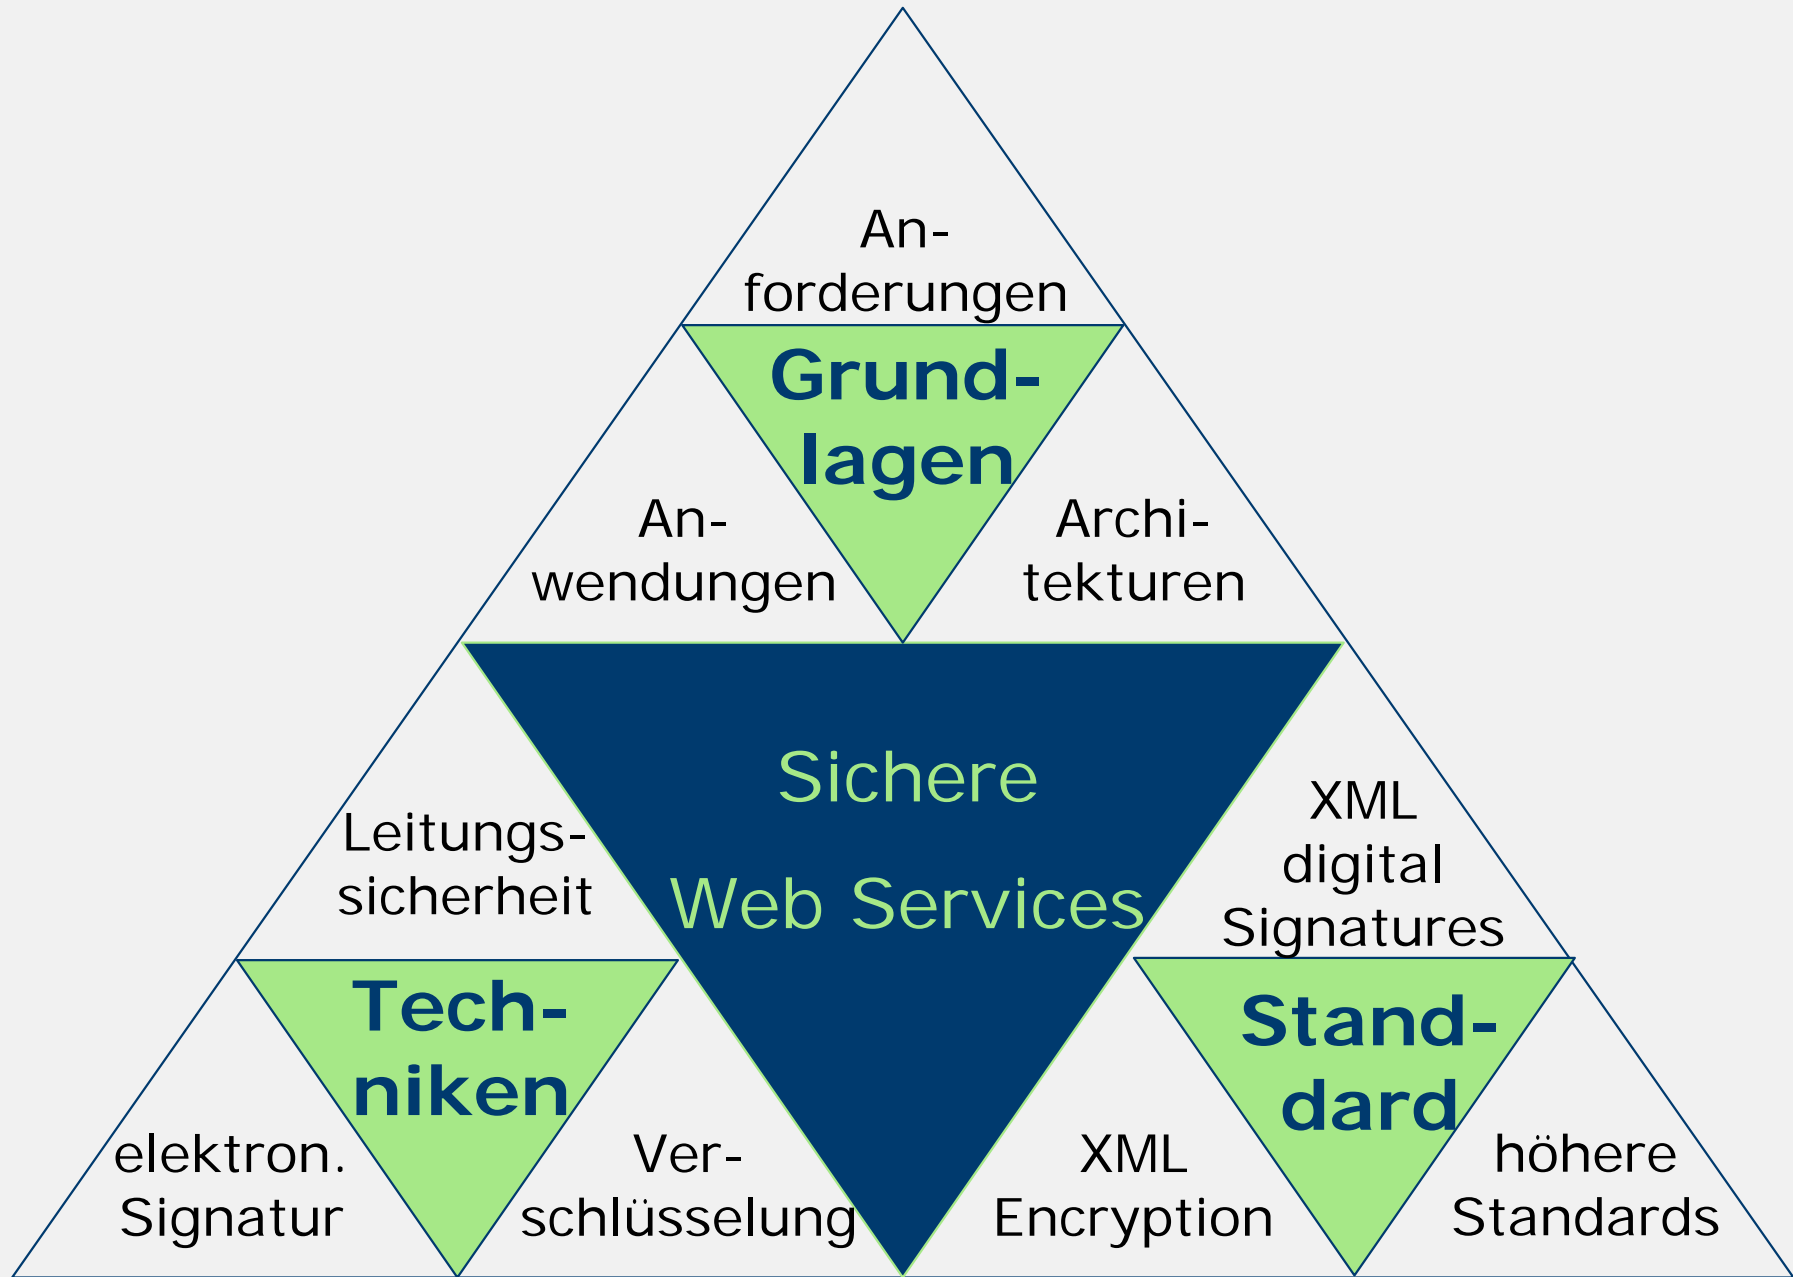 An-
forderungen
Grund-
lagen
An-
wendungen
Archi-
tekturen
Sichere
Web Services
Leitungs-
sicherheit
XML
digital
Signatures
Tech-
niken
Stand-
dard
elektron.
Signatur
Ver-
schlüsselung
XML
Encryption
höhere
Standards